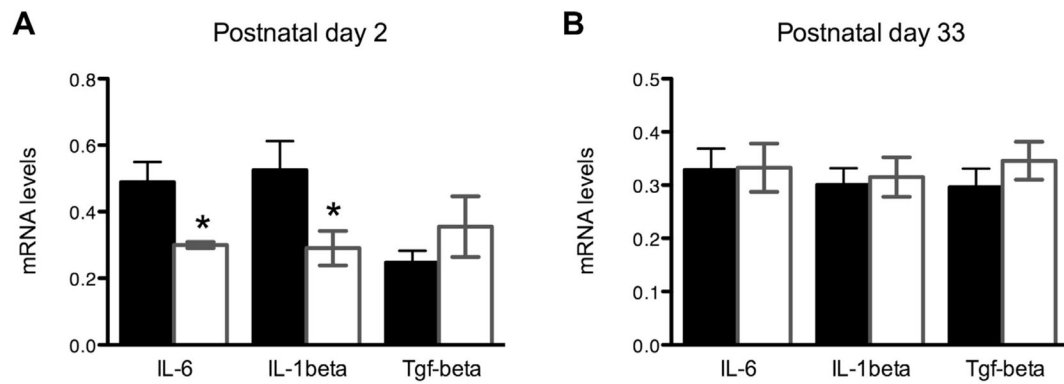 A
Postnatal day 2
mRNA levels
0.8
0.6
0.4
0.2
0.0
*
*
IL-6
IL-1beta
Tgf-beta
B
Postnatal day 33
mRNA levels
0.5
0.4
0.3
0.2
0.1
0.0
IL-6
IL-1beta
Tgf-beta